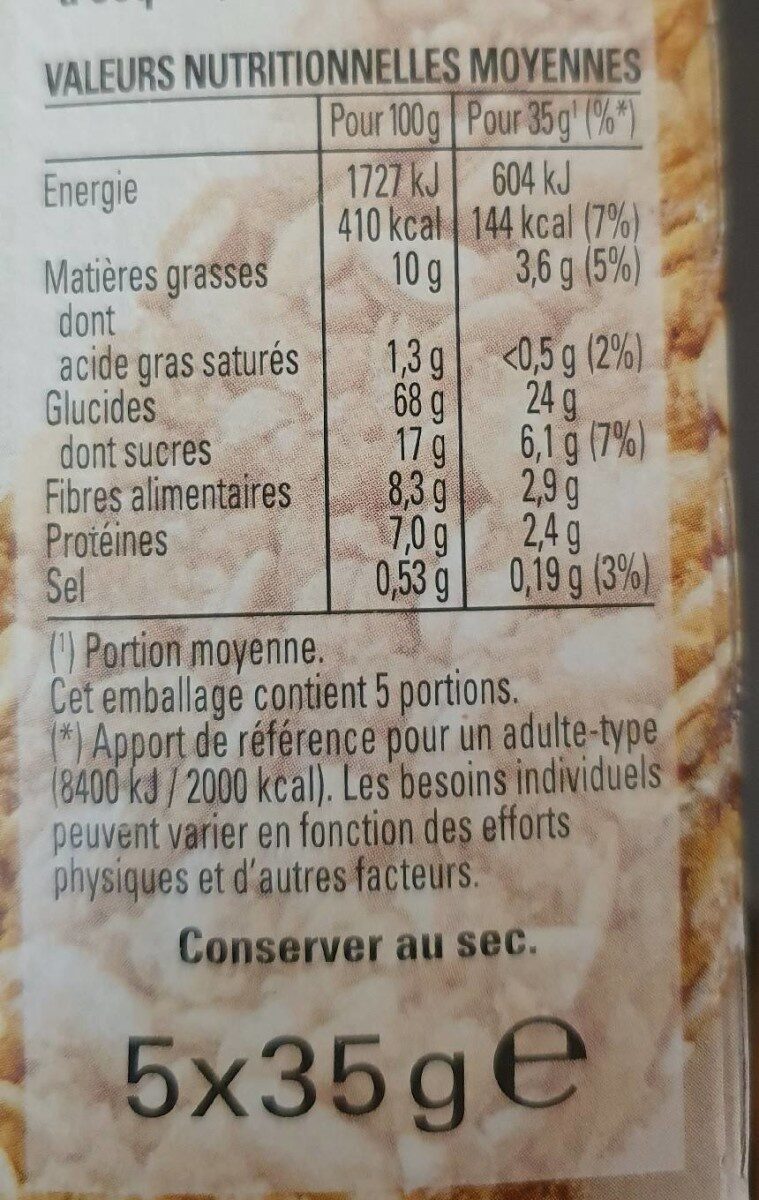 VALEURS NUTRITIONNELLES MOYENNES
Pour 100g Pour 35g¹ (%*)
Energie 1727 kJ 604 kJ
410 kcal 144 kcal (7%)
Matières grasses 10 g 3,6 g (5%)
dont
acide gras saturés 1,3 g <0,5 g (2%)
Glucides 68 g 24 g
dont sucres 17 g 6,1 g (7%)
Fibres alimentaires 8,3 g 2,9 g
Protéines 7,0 g 2,4 g
Sel 0,53 g 0,19 g (3%)
(¹) Portion moyenne.
Cet emballage contient 5 portions.
(*) Apport de référence pour un adulte-type
(8400 kJ / 2000 kcal). Les besoins individuels
peuvent varier en fonction des efforts
physiques et d'autres facteurs.
Conserver au sec.
5x35g e